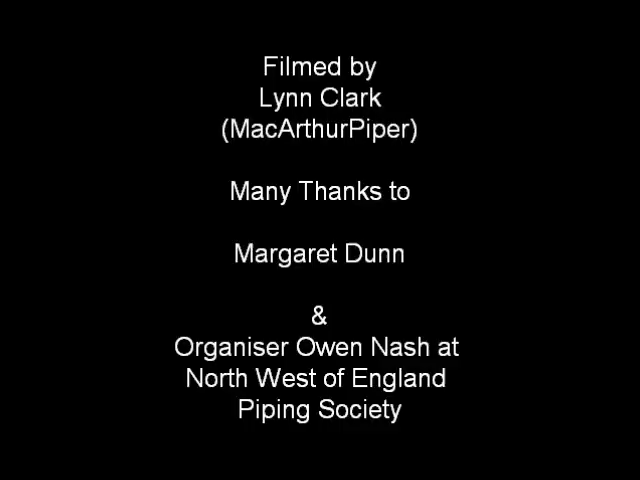 Filmed by
Lynn Clark
(MacArthurPiper)
Many Thanks to
Margaret Dunn
&
Organiser Owen Nash at
North West of England
Piping Society